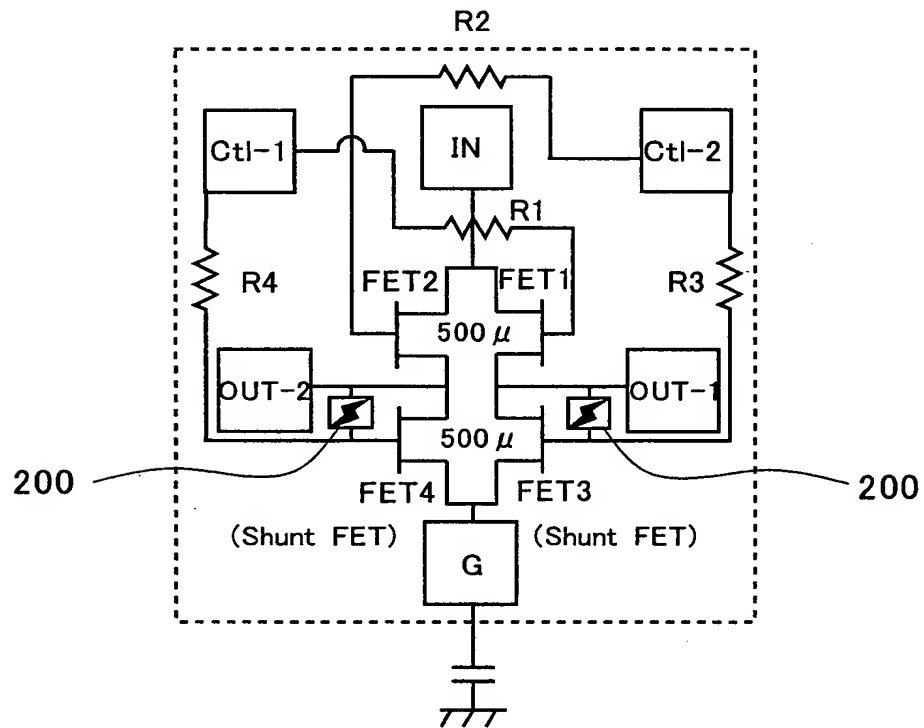 R2
Ctl-1
IN
Ctl-2
R1
R4
FET2
FET1
R3
500 μ
OUT-2
OUT-1
500 μ
200
FET4
FET3
200
(Shunt FET)
(Shunt FET)
G